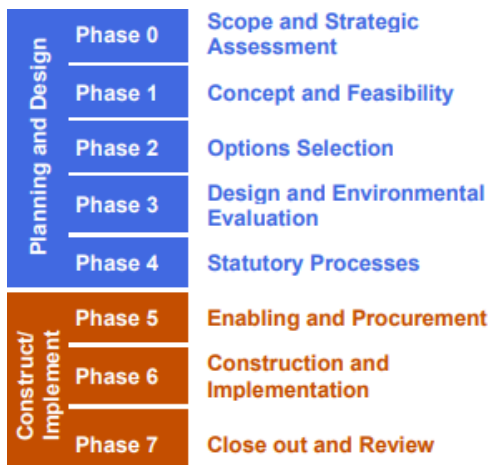 Planning and Design
Phase 0
Scope and Strategic
Assessment
Phase 1
Concept and Feasibility
Phase 2
Options Selection
Phase 3
Design and Environmental
Evaluation
Phase 4
Statutory Processes
Construct/
Implement
Phase 5
Enabling and Procurement
Phase 6
Construction and
Implementation
Phase 7
Close out and Review